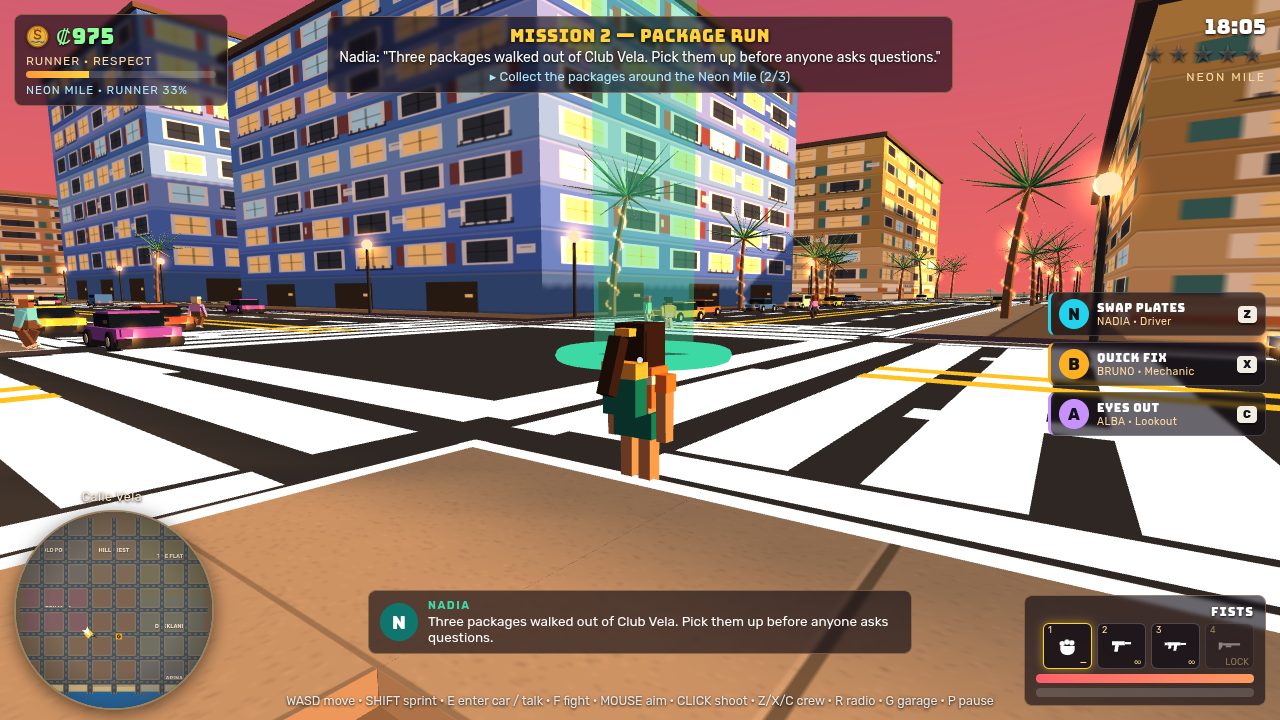 ₡975
RUNNER • RESPECT
NEON MILE • RUNNER 33%
MISSION 2 — PACKAGE RUN
Nadia: "Three packages walked out of Club Vela. Pick them up before anyone asks questions."
▸ Collect the packages around the Neon Mile (2/3)
18:05
NEON MILE
N
SWAP PLATES
NADIA • Driver
Z
B
QUICK FIX
BRUNO • Mechanic
X
A
EYES OUT
ALBA • Lookout
C
Calle Vela
N
NADIA
Three packages walked out of Club Vela. Pick them up before anyone asks
questions.
FISTS
1
2
∞
3
∞
4
LOCK
WASD move • SHIFT sprint • E enter car / talk • F fight • MOUSE aim • CLICK shoot • Z/X/C crew • R radio • G garage • P pause